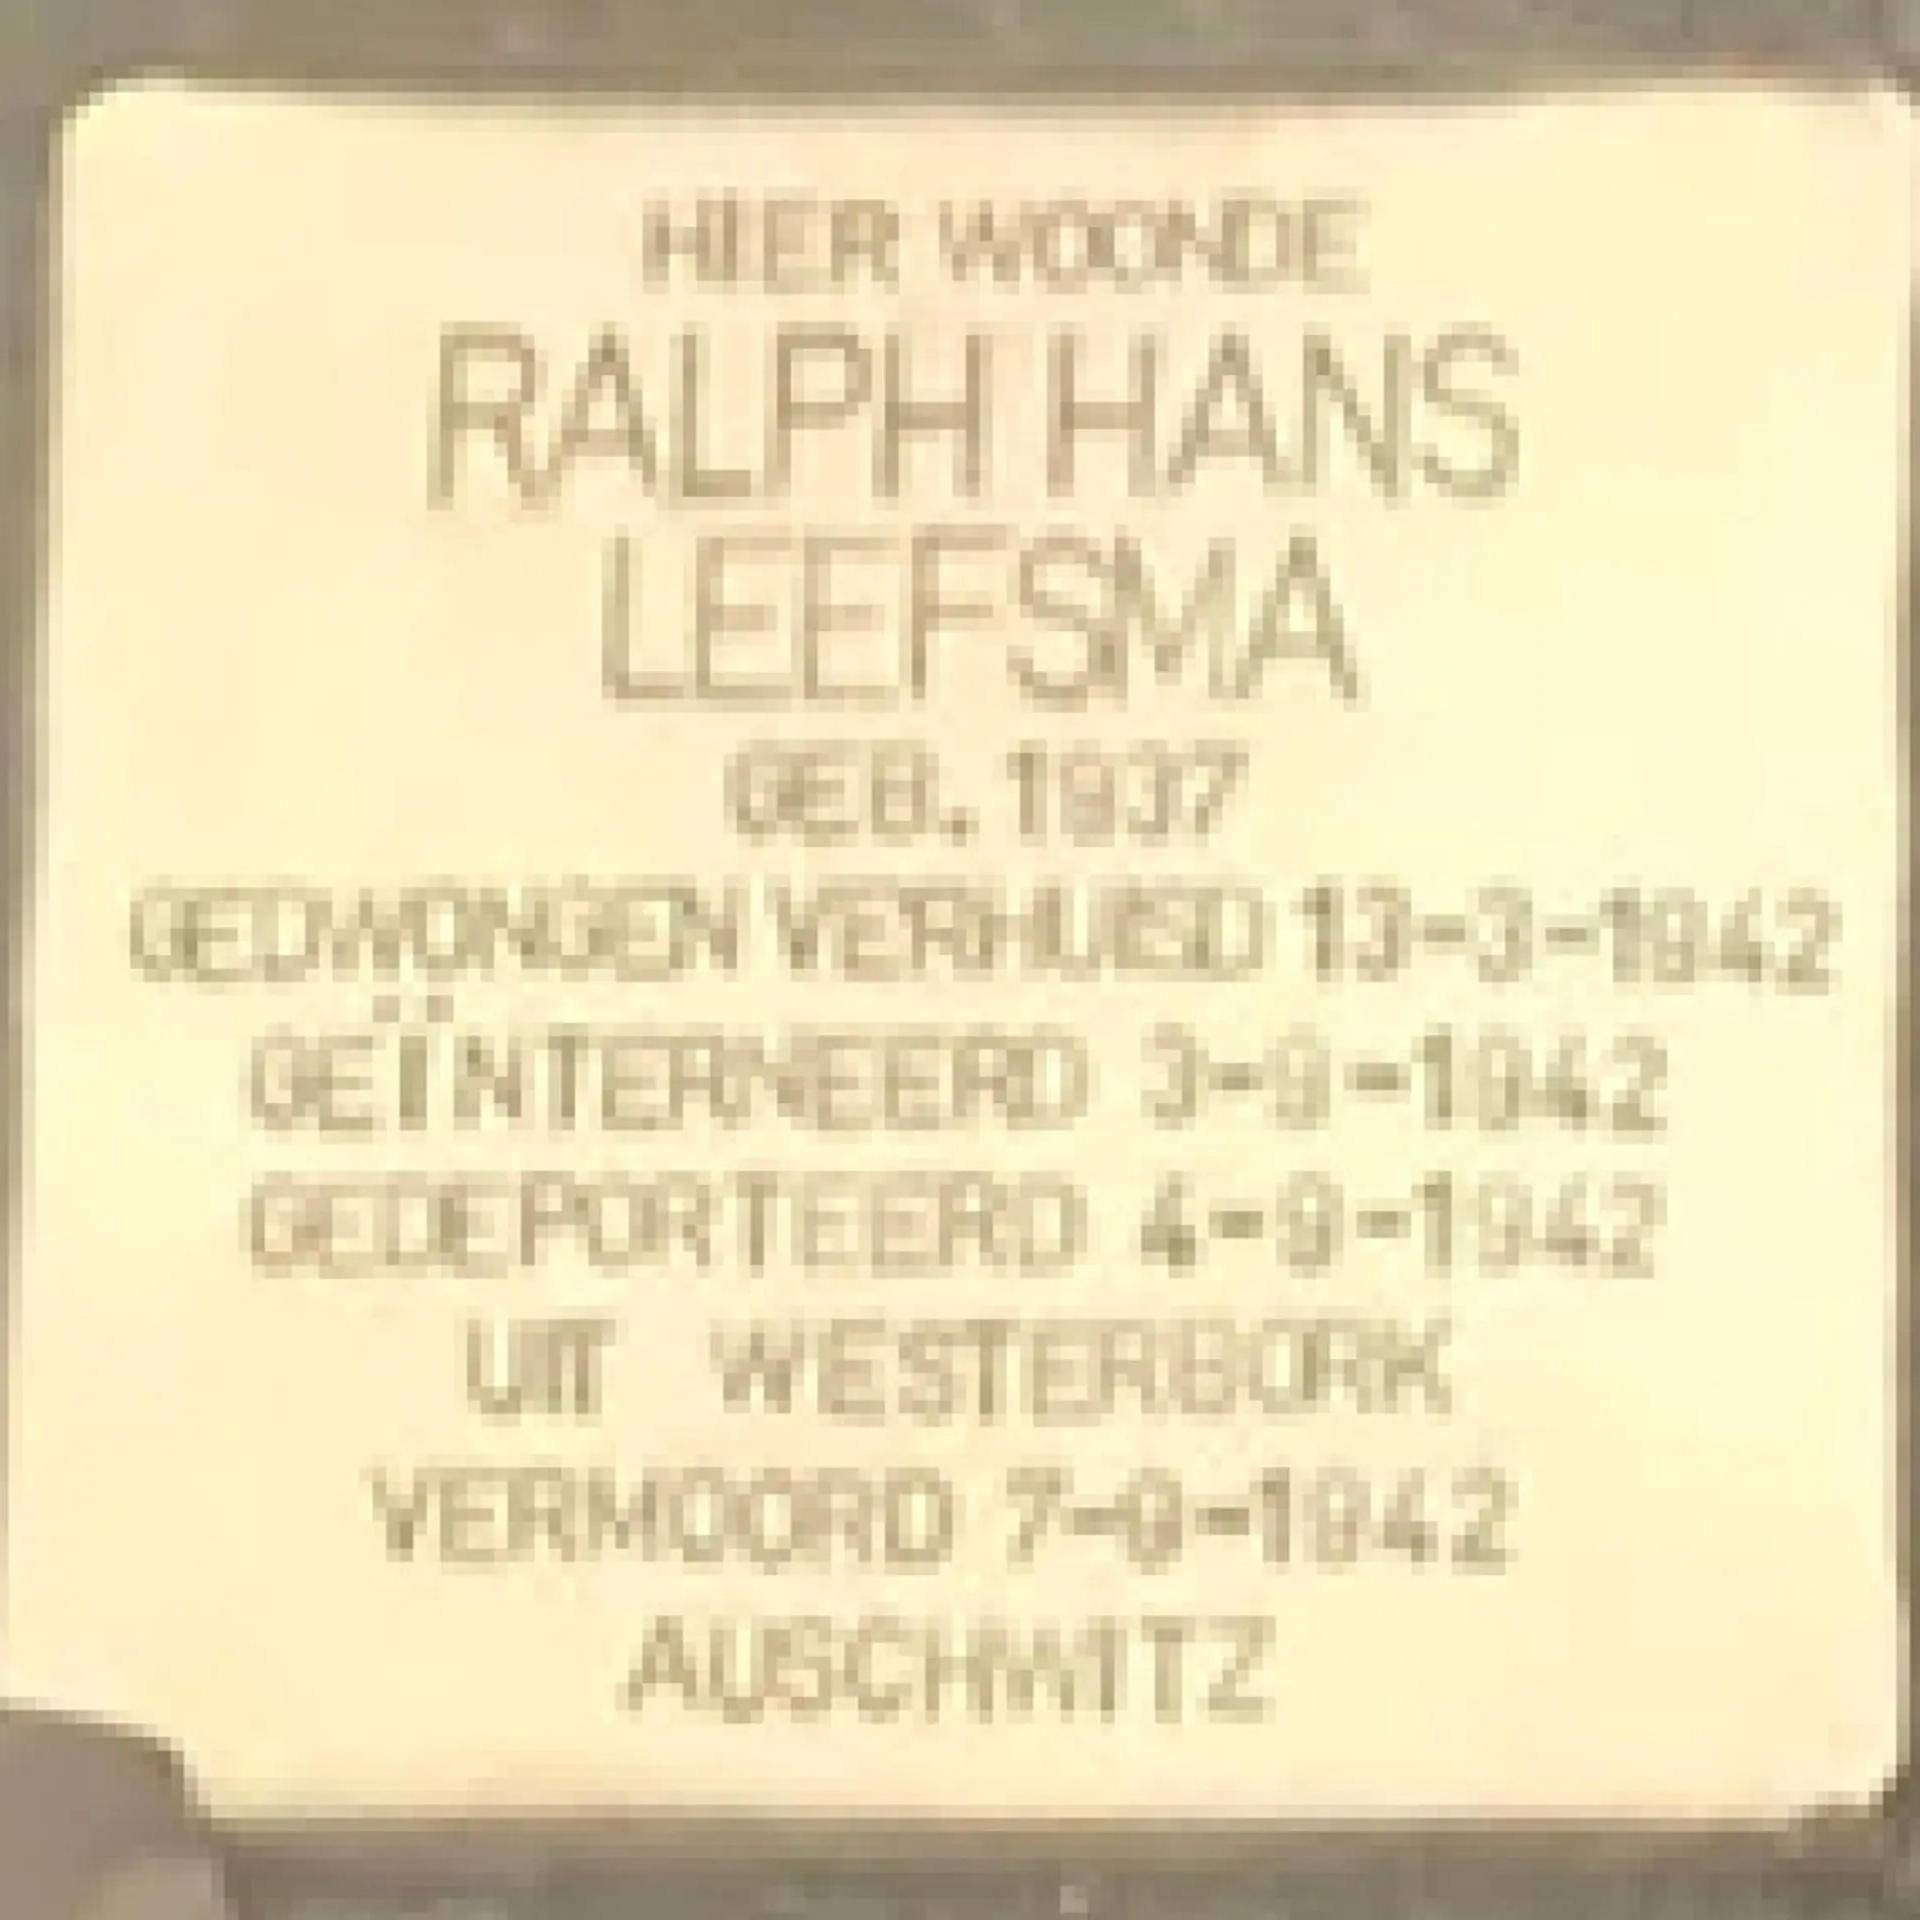 HIER WOONDE
RALPH HANS
LEEFSMA
GEB. 1937
GEDWONGEN VERHUISD 13-3-1942
GEÏNTERNEERD 3-9-1942
GEDEPORTEERD 4-9-1942
UIT WESTERBORK
VERMOORD 7-9-1942
AUSCHWITZ